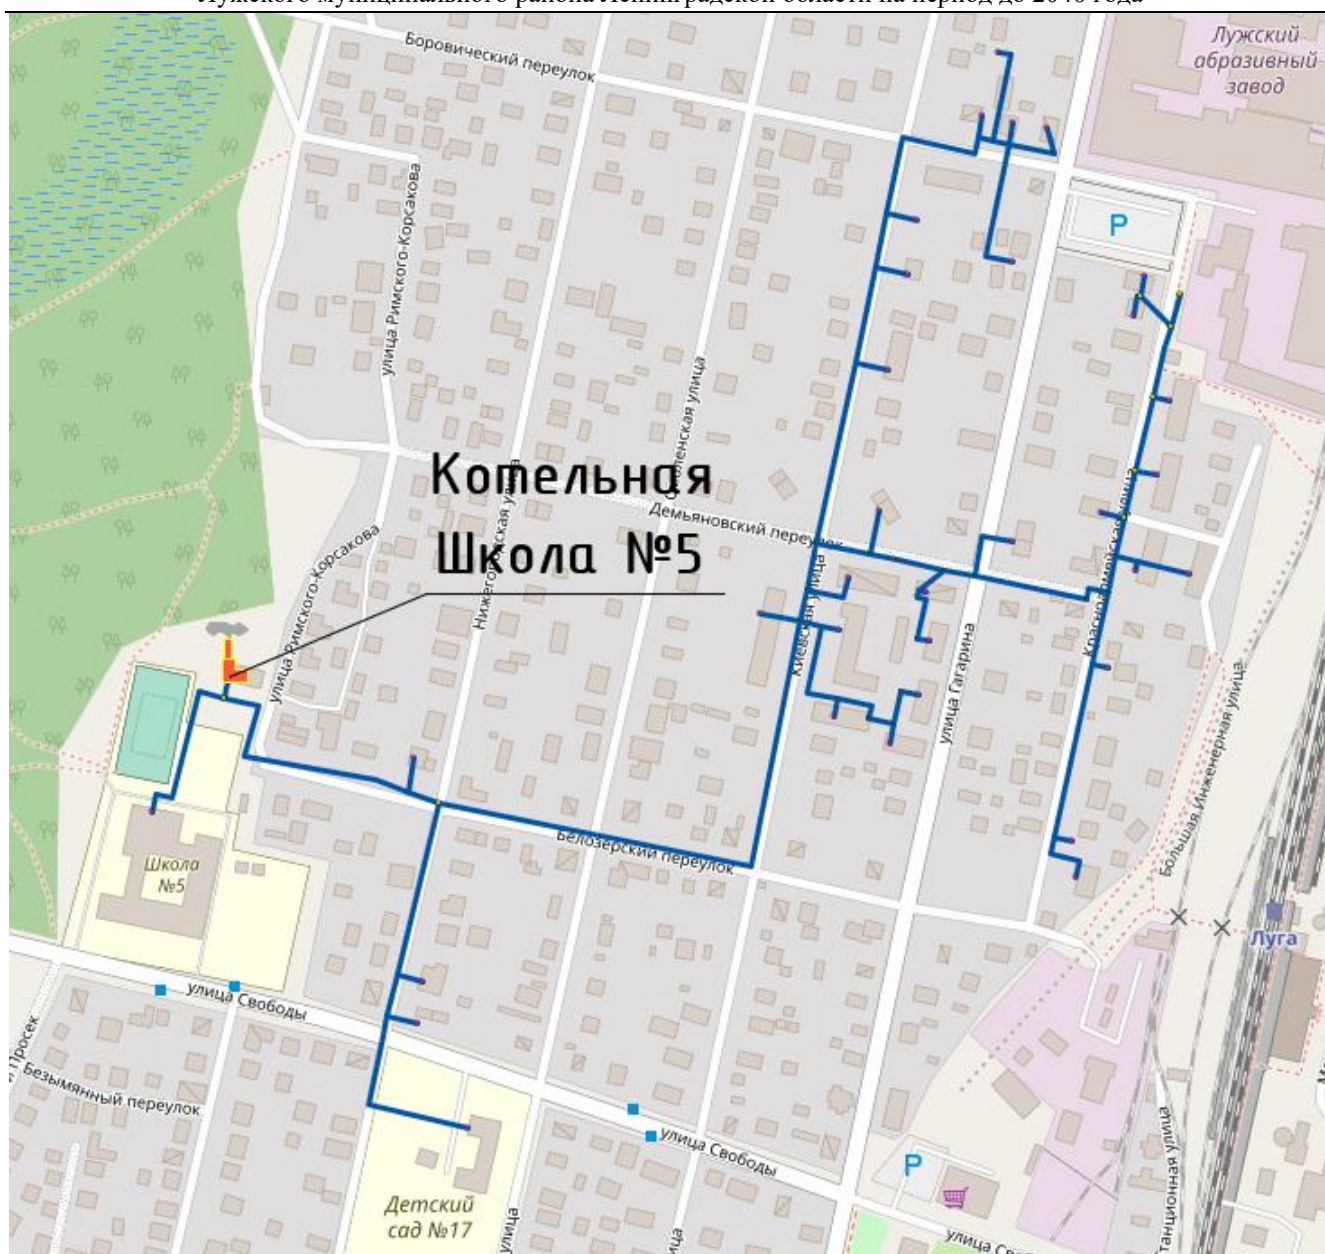 Лужского муниципального района Ленинградской области на период до 2040 года
Боровический переулок
Лужский
абразивный
завод
улица Римского-Корсакова
P
Котельная
Школа №5
Демьяновский переулок
улица Римского-Корсакова
Нижегородская улица
Киевская улица
Красноармейская улица
улица Гагарина
Большая Инженерная улица
Белозерский переулок
Школа
№5
Луга
улица Свободы
Безымянный переулок
улица Свободы
P
Детский
сад №17
улица